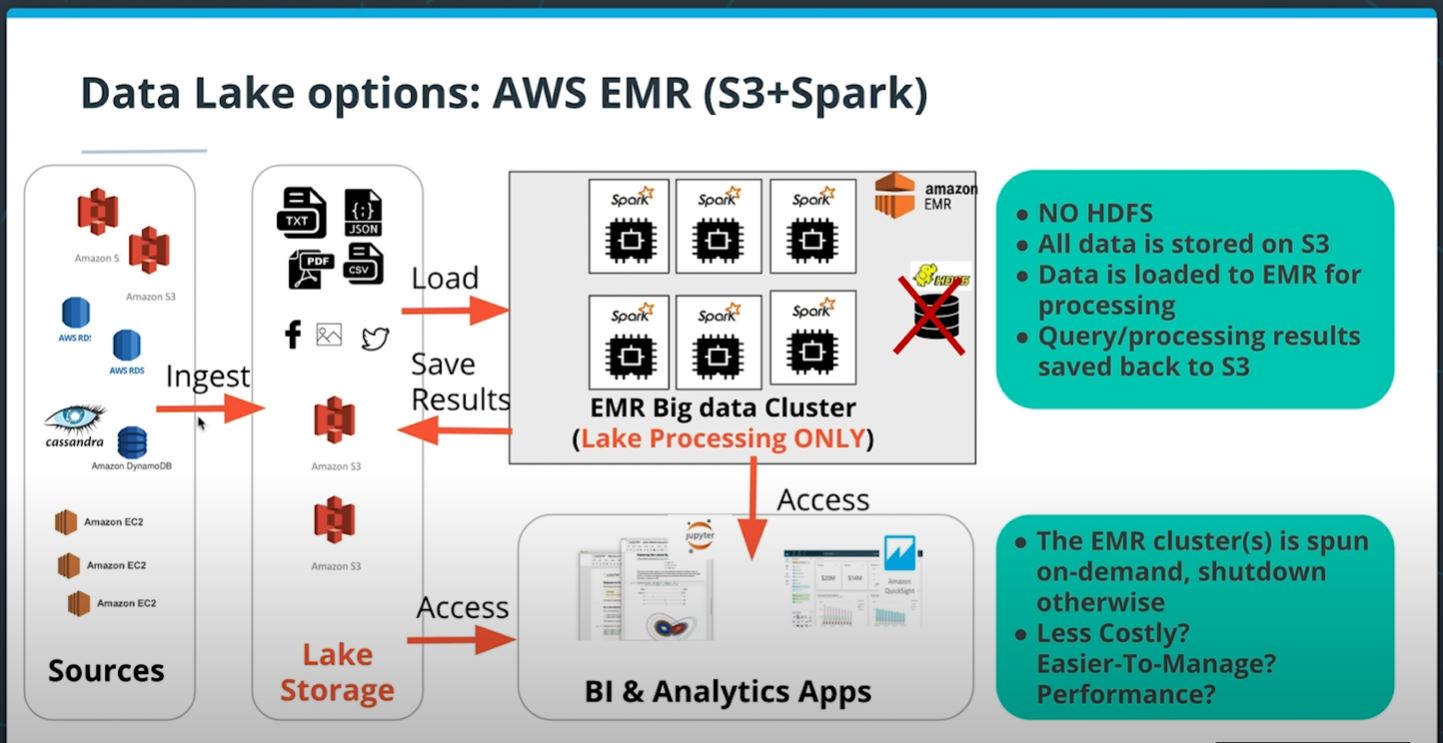 Data Lake options: AWS EMR (S3+Spark)
Amazon S
Amazon S3
AWS RDS
AWS RDS
cassandra
Amazon DynamoDB
Amazon EC2
Amazon EC2
Amazon EC2
Sources
Ingest
TXT
{:}
JSON
PDF
CSV
Amazon S3
Amazon S3
Lake
Storage
Load
Save
Results
Access
Spark
Spark
Spark
Spark
Spark
Spark
amazon
EMR
HDFS
EMR Big data Cluster
(Lake Processing ONLY)
Access
jupyter
$20M
$14M
Amazon
QuickSight
BI & Analytics Apps
● NO HDFS
● All data is stored on S3
● Data is loaded to EMR for
processing
● Query/processing results
saved back to S3
● The EMR cluster(s) is spun
on-demand, shutdown
otherwise
● Less Costly?
Easier-To-Manage?
Performance?